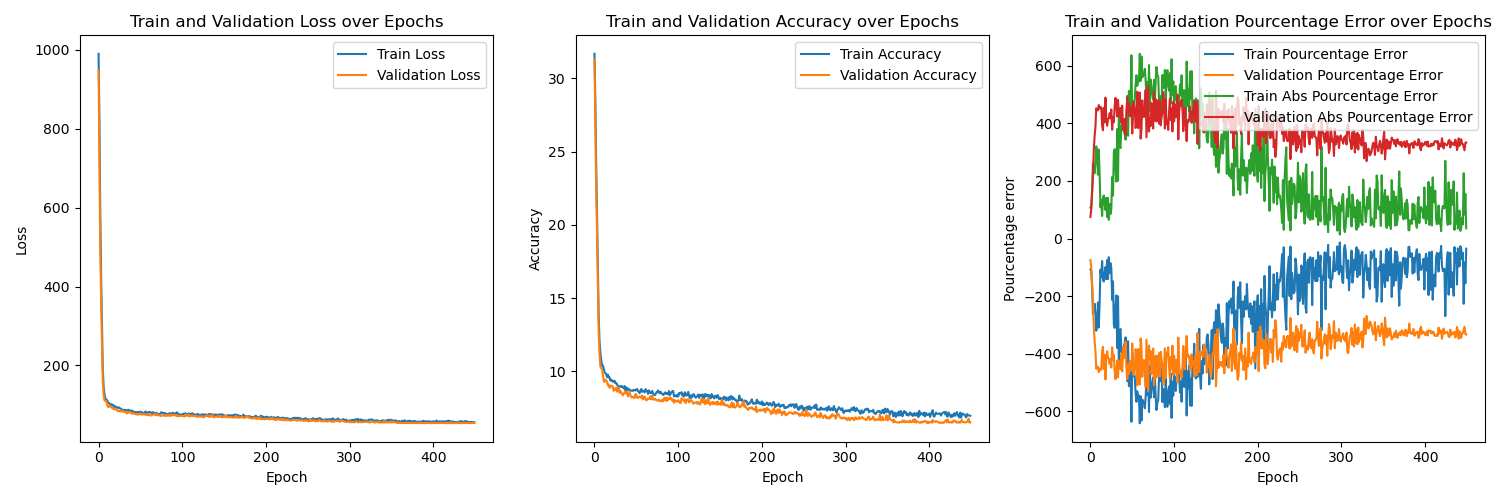 Train and Validation Loss over Epochs
1000
800
600
400
200
0
100
200
300
400
Loss
Epoch
Train Loss
Validation Loss
Train and Validation Accuracy over Epochs
30
25
20
15
10
0
100
200
300
400
Accuracy
Epoch
Train Accuracy
Validation Accuracy
Train and Validation Pourcentage Error over Epochs
600
400
200
0
−200
−400
−600
0
100
200
300
400
Pourcentage error
Epoch
Train Pourcentage Error
Validation Pourcentage Error
Train Abs Pourcentage Error
Validation Abs Pourcentage Error